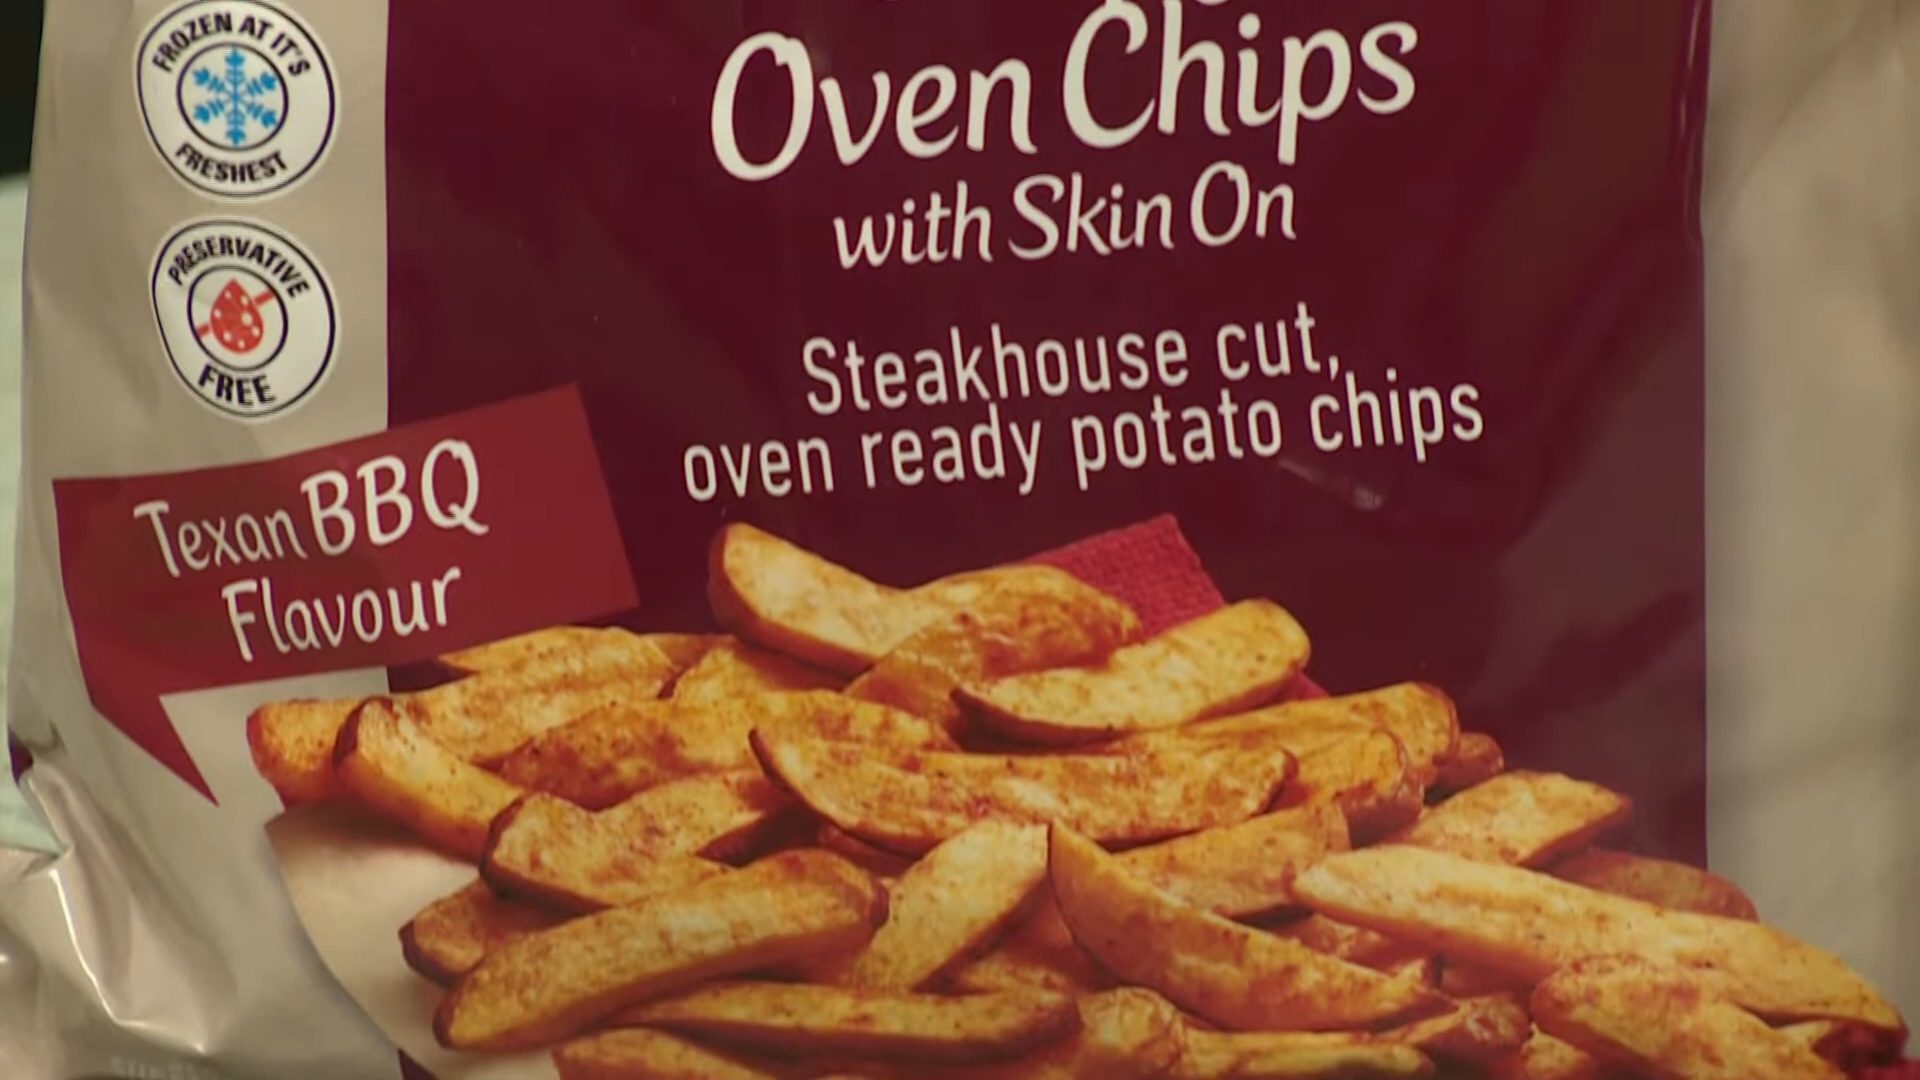 FROZEN AT IT'S
FRESHEST
PRESERVATIVE
FREE
Oven Chips
with Skin On
Steakhouse cut,
oven ready potato chips
Texan BBQ
Flavour